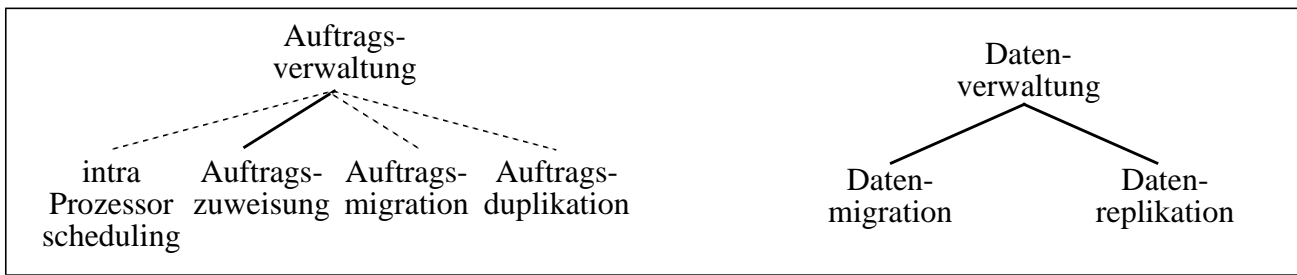 Auftrags-
verwaltung
intra
Prozessor
scheduling
Auftrags-
zuweisung
Auftrags-
migration
Auftrags-
duplikation
Daten-
verwaltung
Daten-
migration
Daten-
replikation